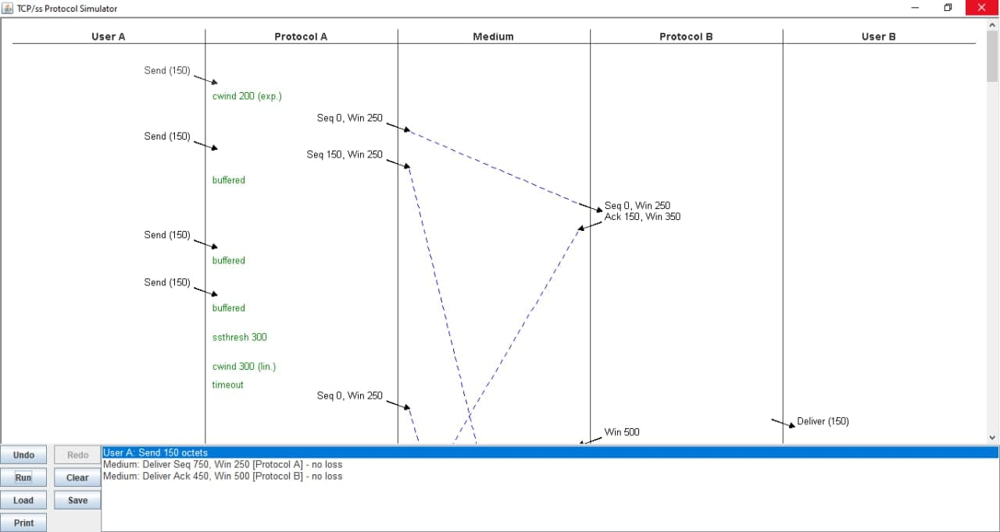 TCP/ss Protocol Simulator
User A Protocol A Medium Protocol B User B
Send (150)
cwind 200 (exp.)
Seq 0, Win 250
Send (150)
Seq 150, Win 250
buffered
Seq 0, Win 250
Ack 150, Win 350
Send (150)
buffered
Send (150)
buffered
ssthresh 300
cwind 300 (lin.)
timeout
Seq 0, Win 250
Deliver (150)
Win 500
Undo Redo
Run Clear
Load Save
Print
User A: Send 150 octets
Medium: Deliver Seq 750, Win 250 [Protocol A] - no loss
Medium: Deliver Ack 450, Win 500 [Protocol B] - no loss